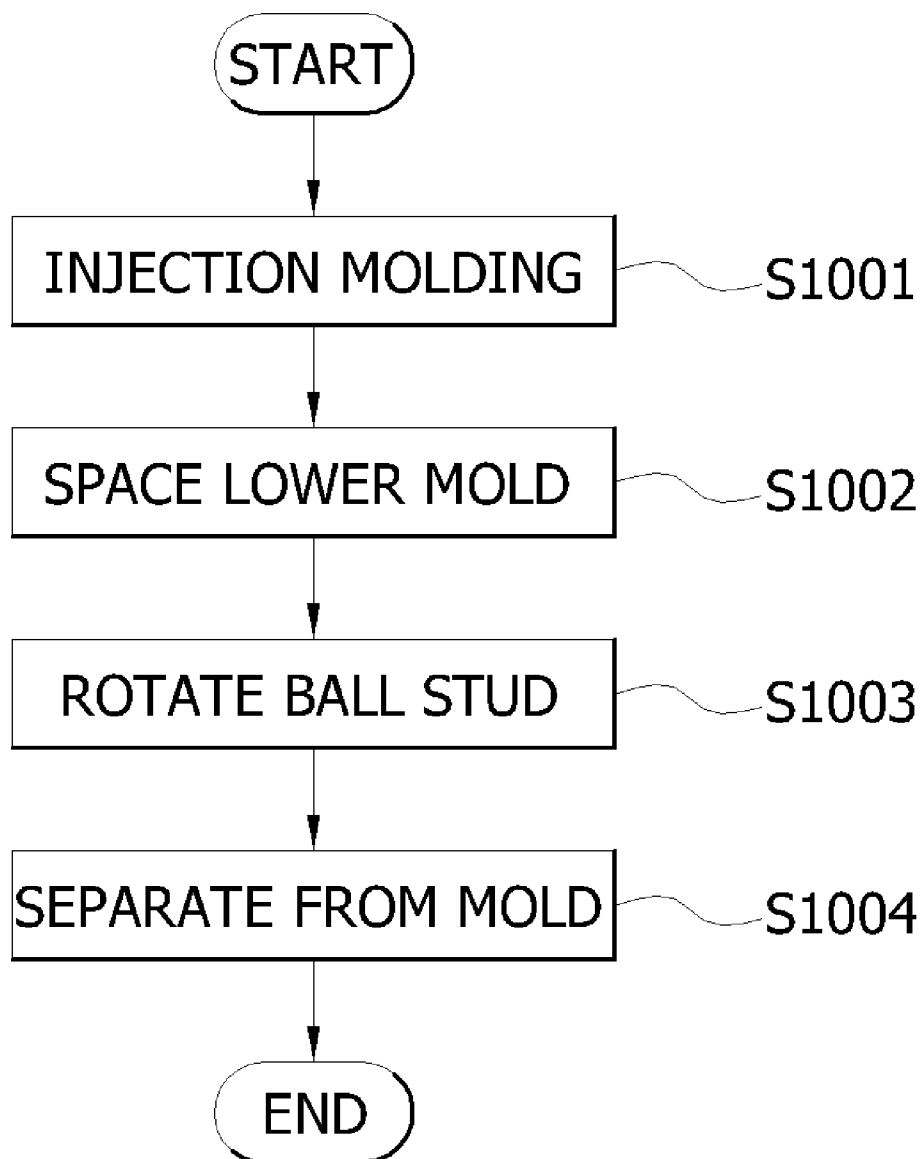 START
INJECTION MOLDING
S1001
SPACE LOWER MOLD
S1002
ROTATE BALL STUD
S1003
SEPARATE FROM MOLD
S1004
END